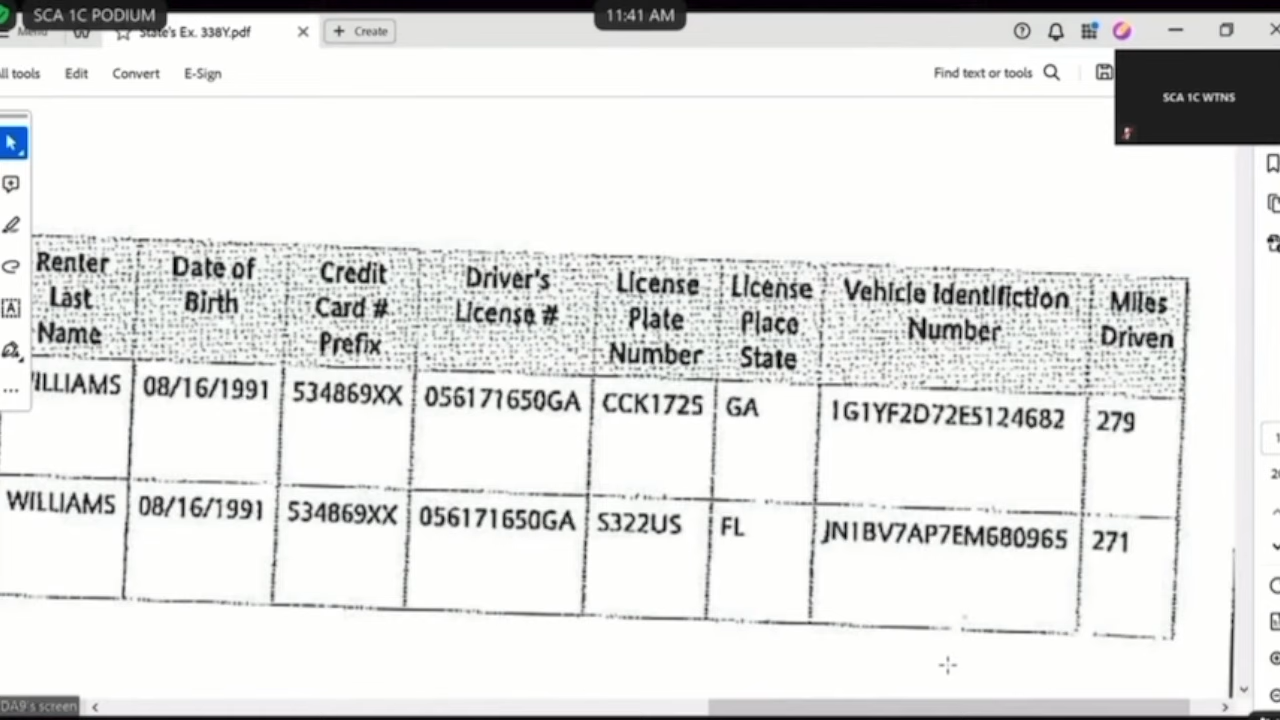 SCA 1C PODIUM
11:41 AM
Menu
State's Ex. 338Y.pdf
Create
ll tools Edit Convert E-Sign
Find text or tools
SCA 1C WTNS
Renter Last Name
Date of Birth
Credit Card # Prefix
Driver's License #
License Plate Number
License Place State
Vehicle Identifiction Number
Miles Driven
ILLIAMS 08/16/1991 534869XX 056171650GA CCK1725 GA 1G1YF2D72E5124682 279
WILLIAMS 08/16/1991 534869XX 056171650GA S322US FL JN1BV7AP7EM680965 271
DA9's screen